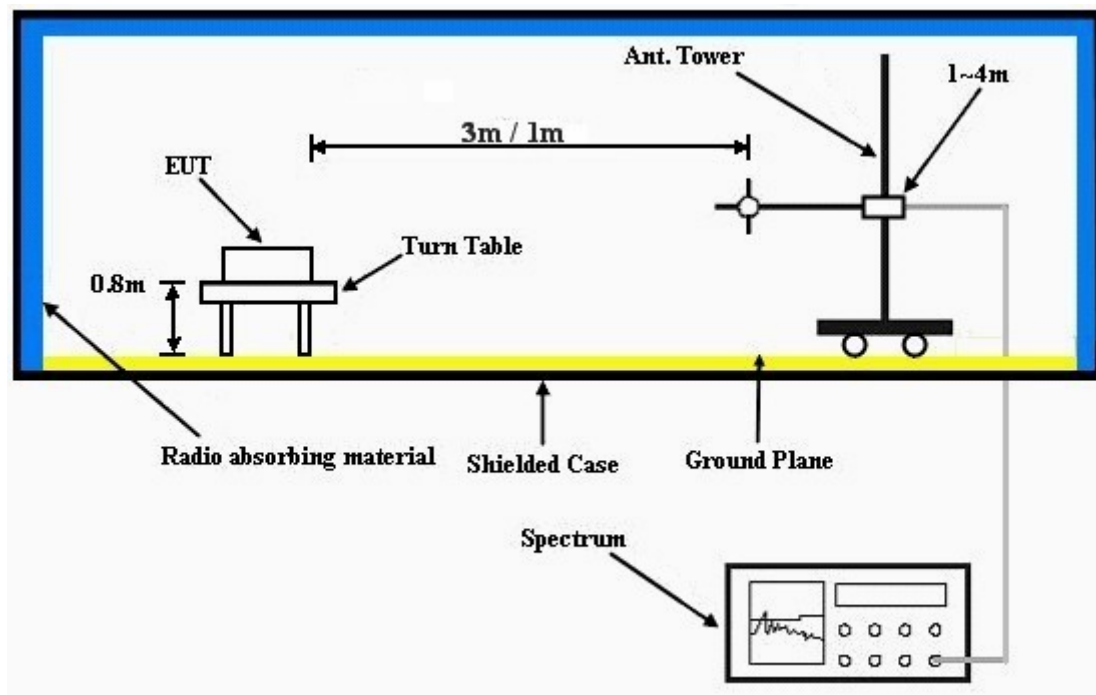 Ant. Tower
1~4m
3m / 1m
EUT
Turn Table
0.8m
Radio absorbing material
Shielded Case
Ground Plane
Spectrum